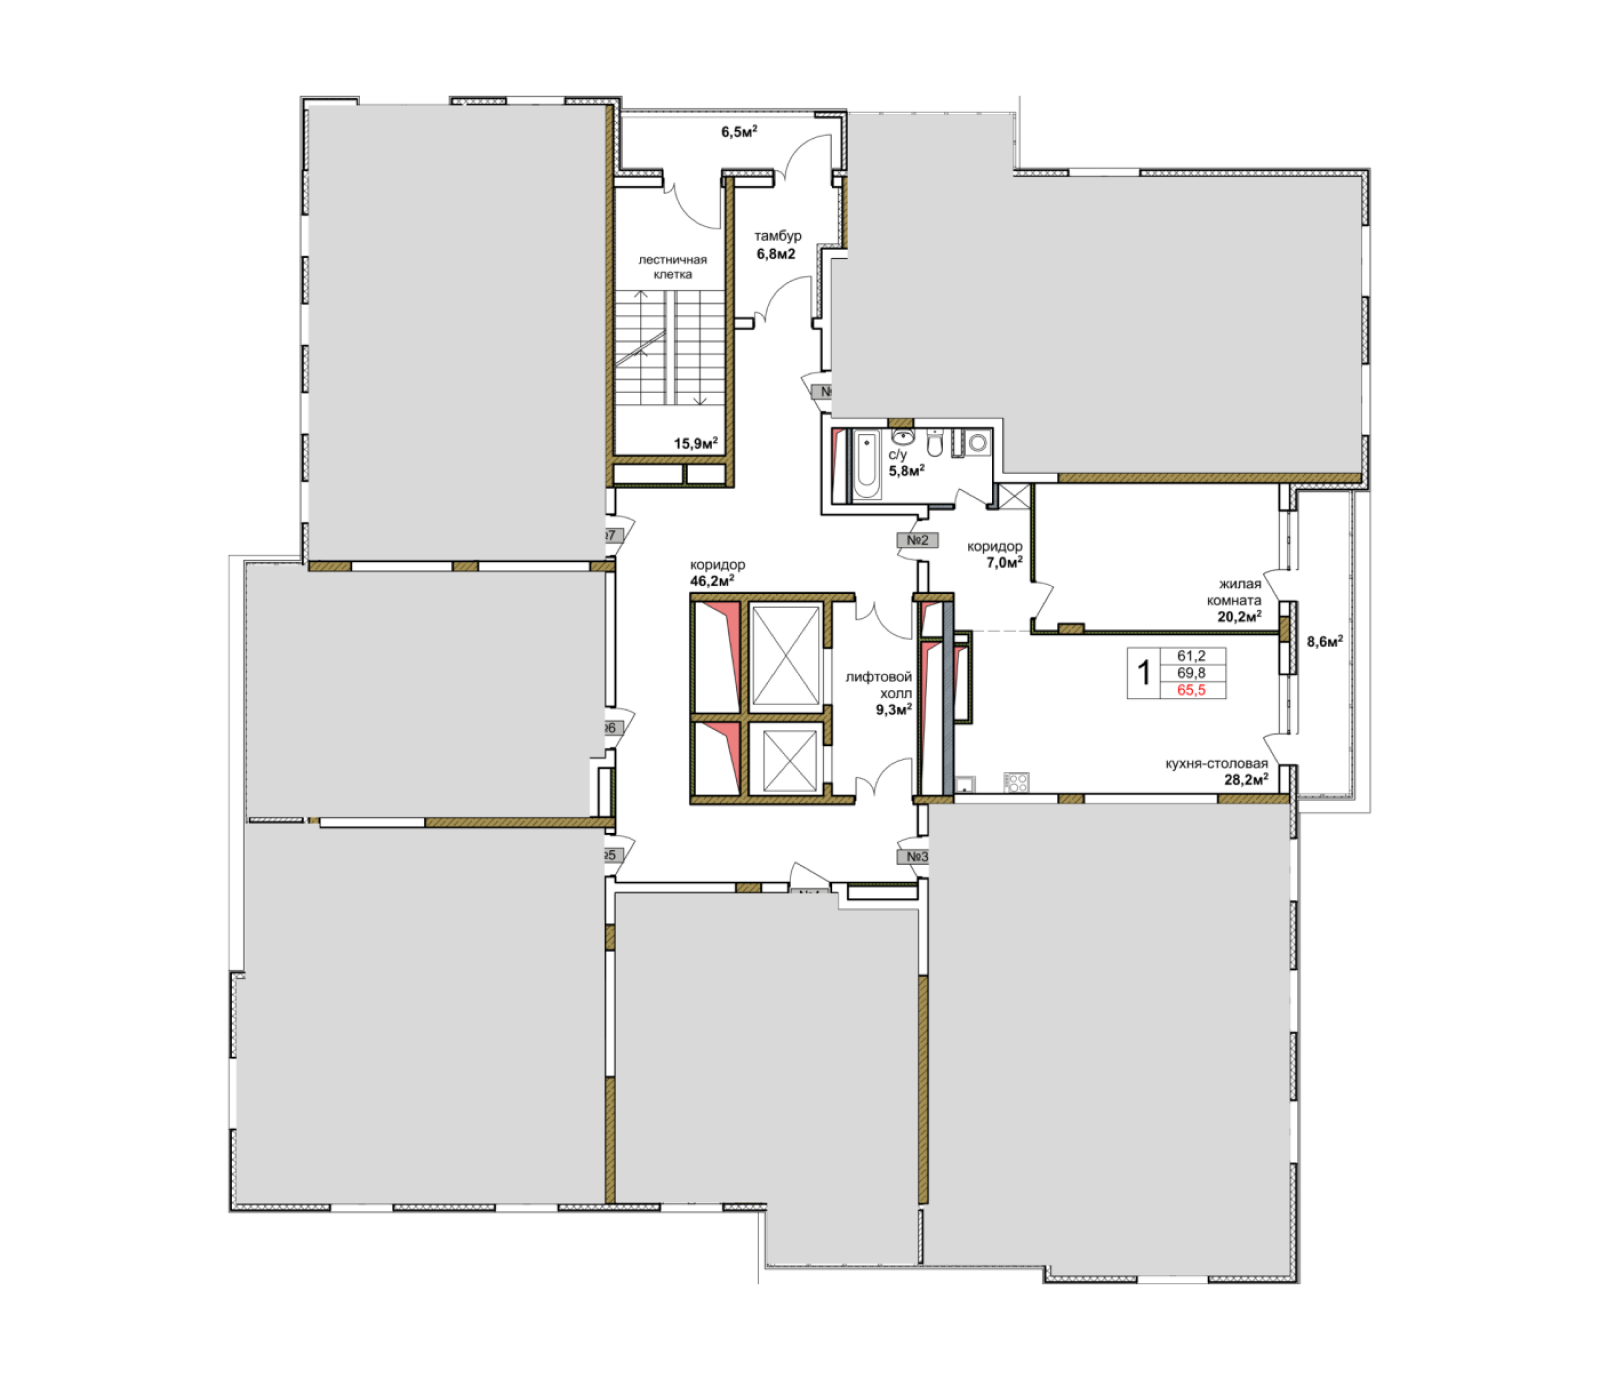 6,5м²
тамбур
6,8м2
лестничная
клетка
15,9м²
с/у
5,8м²
№7
№2
коридор
7,0м²
коридор
46,2м²
жилая
комната
20,2м²
8,6м²
1
61,2
69,8
65,5
лифтовой
холл
9,3м²
№6
кухня-столовая
28,2м²
№5
№3